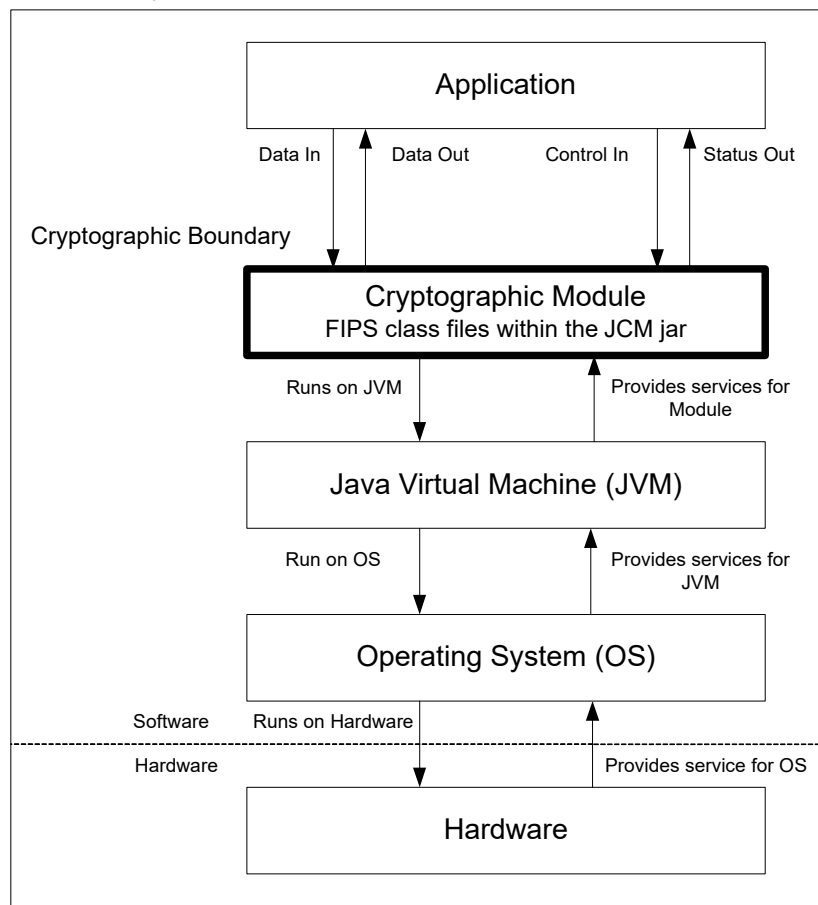 Application
Data In
Data Out
Control In
Status Out
Cryptographic Boundary
Cryptographic Module
FIPS class files within the JCM jar
Runs on JVM
Provides services for
Module
Java Virtual Machine (JVM)
Run on OS
Provides services for
JVM
Operating System (OS)
Software
Runs on Hardware
Hardware
Provides service for OS
Hardware